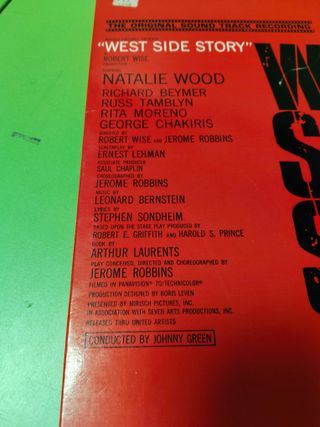 THE ORIGINAL SOUND TRACK RECORDING
"WEST SIDE STORY"
ROBERT WISE
NATALIE WOOD
RICHARD BEYMER
RUSS TAMBLYN
RITA MORENO
GEORGE CHAKIRIS
DIRECTED BY
ROBERT WISE AND JEROME ROBBINS
SCREENPLAY BY
ERNEST LEHMAN
ASSOCIATE PRODUCER
SAUL CHAPLIN
CHOREOGRAPHED BY
JEROME ROBBINS
MUSIC BY
LEONARD BERNSTEIN
LYRICS BY
STEPHEN SONDHEIM
BASED UPON THE STAGE PLAY PRODUCED BY
ROBERT E. GRIFFITH AND HAROLD S. PRINCE
BOOK BY
ARTHUR LAURENTS
PLAY CONCEIVED, DIRECTED AND CHOREOGRAPHED BY
JEROME ROBBINS
FILMED IN PANAVISION® 70/TECHNICOLOR®
PRODUCTION DESIGNED BY BORIS LEVEN
PRESENTED BY MIRISCH PICTURES, INC.
IN ASSOCIATION WITH SEVEN ARTS PRODUCTIONS, INC.
RELEASED THRU UNITED ARTISTS
CONDUCTED BY JOHNNY GREEN
W
S
S